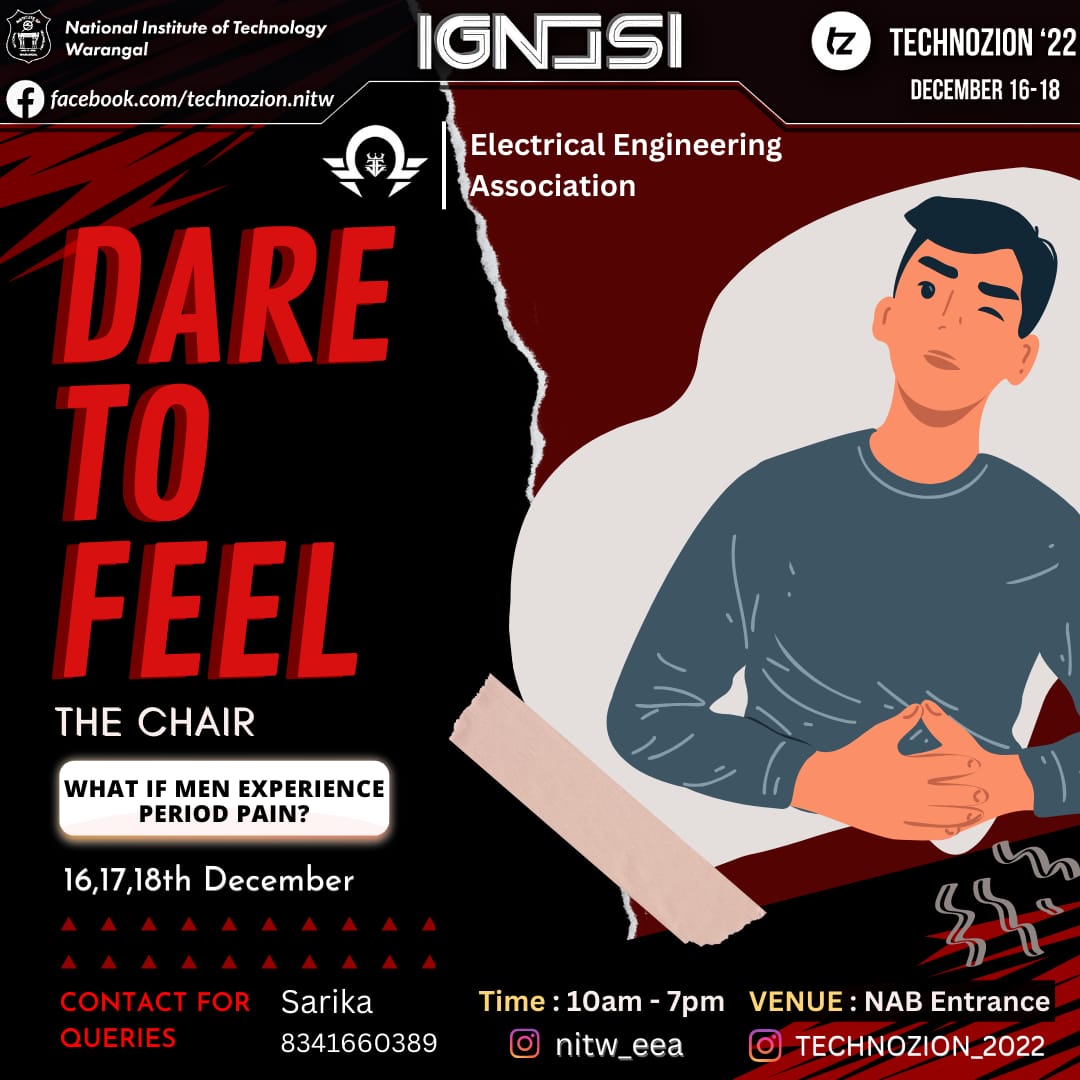 National Institute of Technology
Warangal
facebook.com/technozion.nitw
IGNOSI
tz
TECHNOZION ‘22
DECEMBER 16-18
Electrical Engineering
Association
DARE
TO
FEEL
THE CHAIR
WHAT IF MEN EXPERIENCE
PERIOD PAIN?
16,17,18th December
CONTACT FOR
QUERIES
Sarika
8341660389
Time : 10am - 7pm
VENUE : NAB Entrance
nitw_eea
TECHNOZION_2022